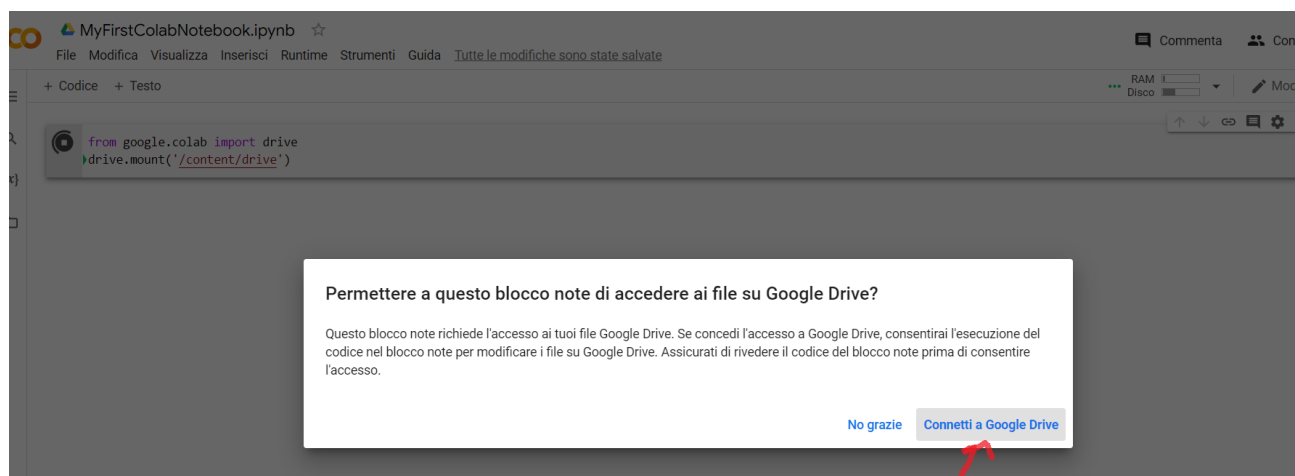 CO
MyFirstColabNotebook.ipynb
File Modifica Visualizza Inserisci Runtime Strumenti Guida Tutte le modifiche sono state salvate
Commenta
+ Codice + Testo
RAM
Disco
from google.colab import drive
drive.mount('/content/drive')
Permettere a questo blocco note di accedere ai file su Google Drive?
Questo blocco note richiede l'accesso ai tuoi file Google Drive. Se concedi l'accesso a Google Drive, consentirai l'esecuzione del
codice nel blocco note per modificare i file su Google Drive. Assicurati di rivedere il codice del blocco note prima di consentire
l'accesso.
No grazie Connetti a Google Drive